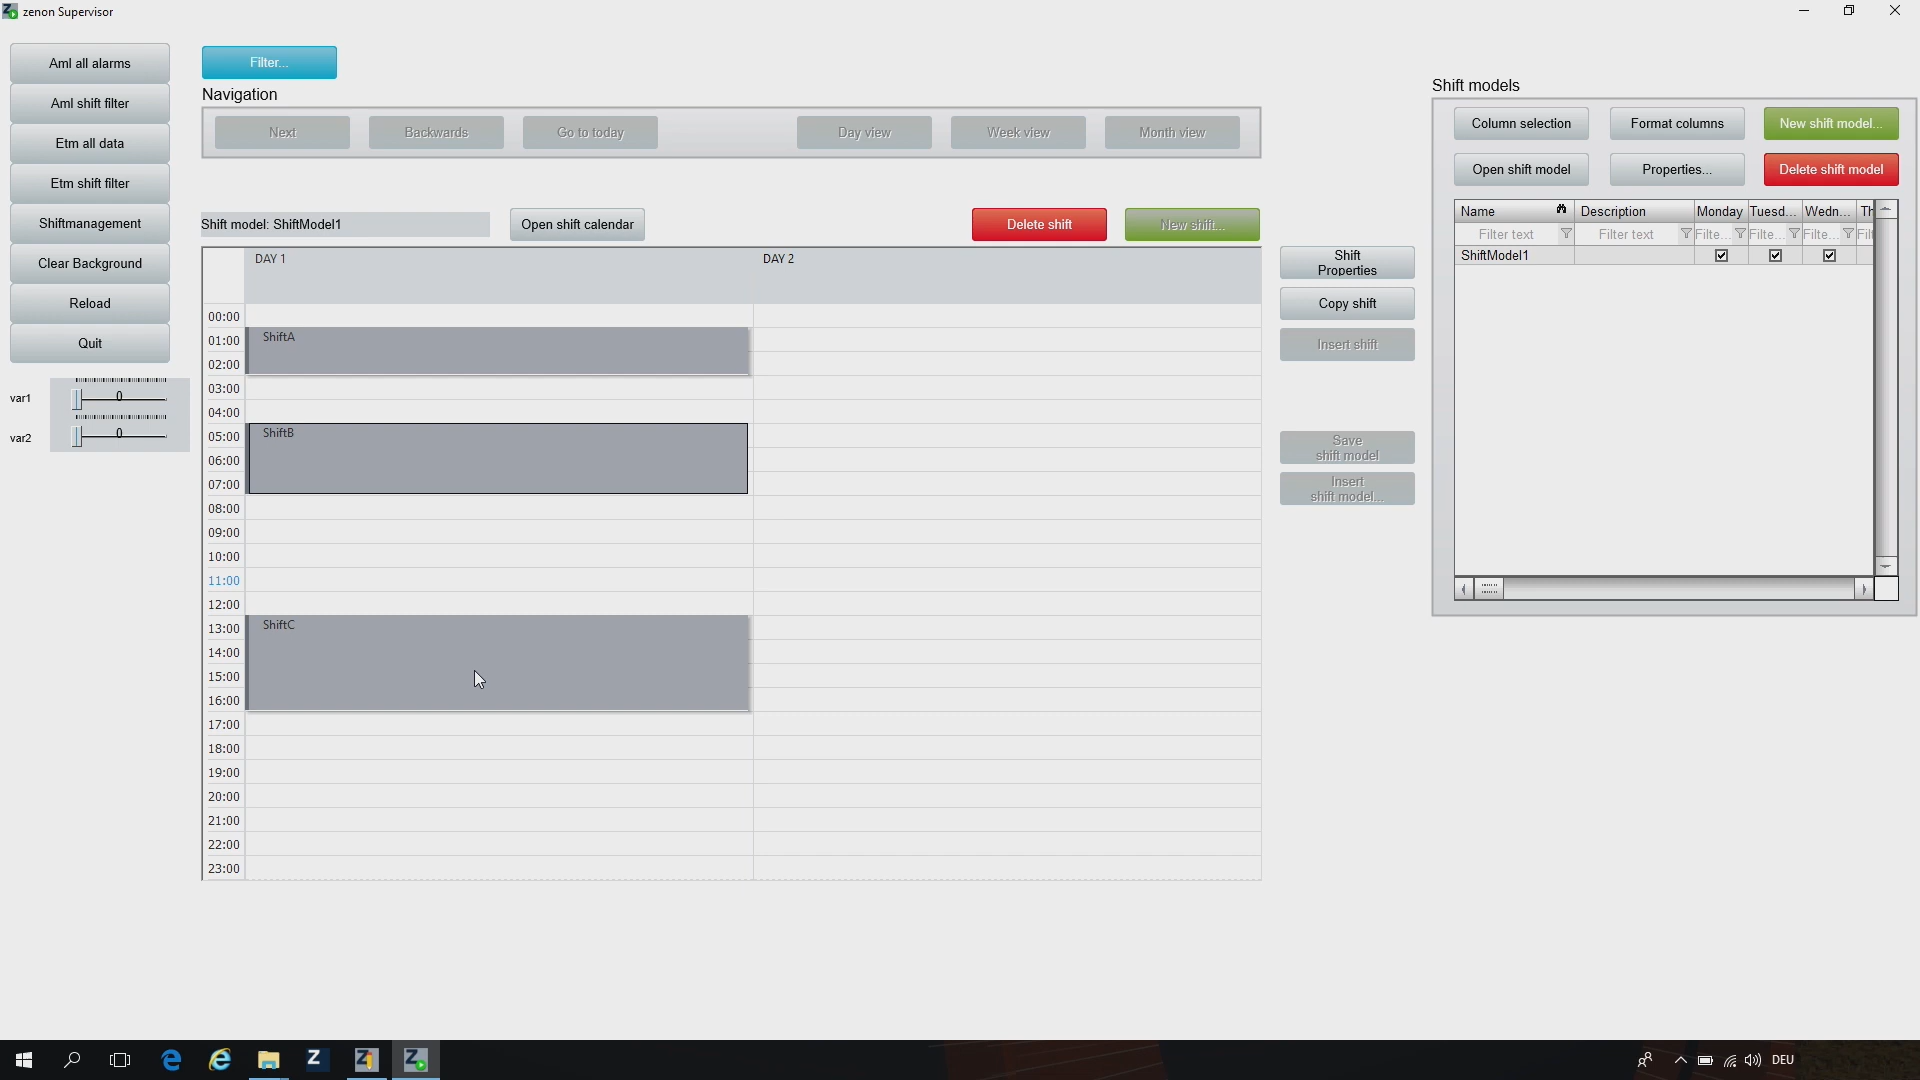 zenon Supervisor
Aml all alarms
Aml shift filter
Etm all data
Etm shift filter
Shiftmanagement
Clear Background
Reload
Quit
var1
0
var2
0
Filter...
Navigation
Next
Backwards
Go to today
Day view
Week view
Month view
Shift model: ShiftModel1
Open shift calendar
Delete shift
New shift...
DAY 1
DAY 2
00:00
01:00
02:00
03:00
04:00
05:00
06:00
07:00
08:00
09:00
10:00
11:00
12:00
13:00
14:00
15:00
16:00
17:00
18:00
19:00
20:00
21:00
22:00
23:00
ShiftA
ShiftB
ShiftC
Shift
Properties
Copy shift
Insert shift
Save
shift model
Insert
shift model...
Shift models
Column selection
Format columns
New shift model...
Open shift model
Properties...
Delete shift model
Name
Description
Monday
Tuesd...
Wedn...
Th
Filter text
Filter text
Filte...
Filte...
Filte...
Filt
ShiftModel1
DEU